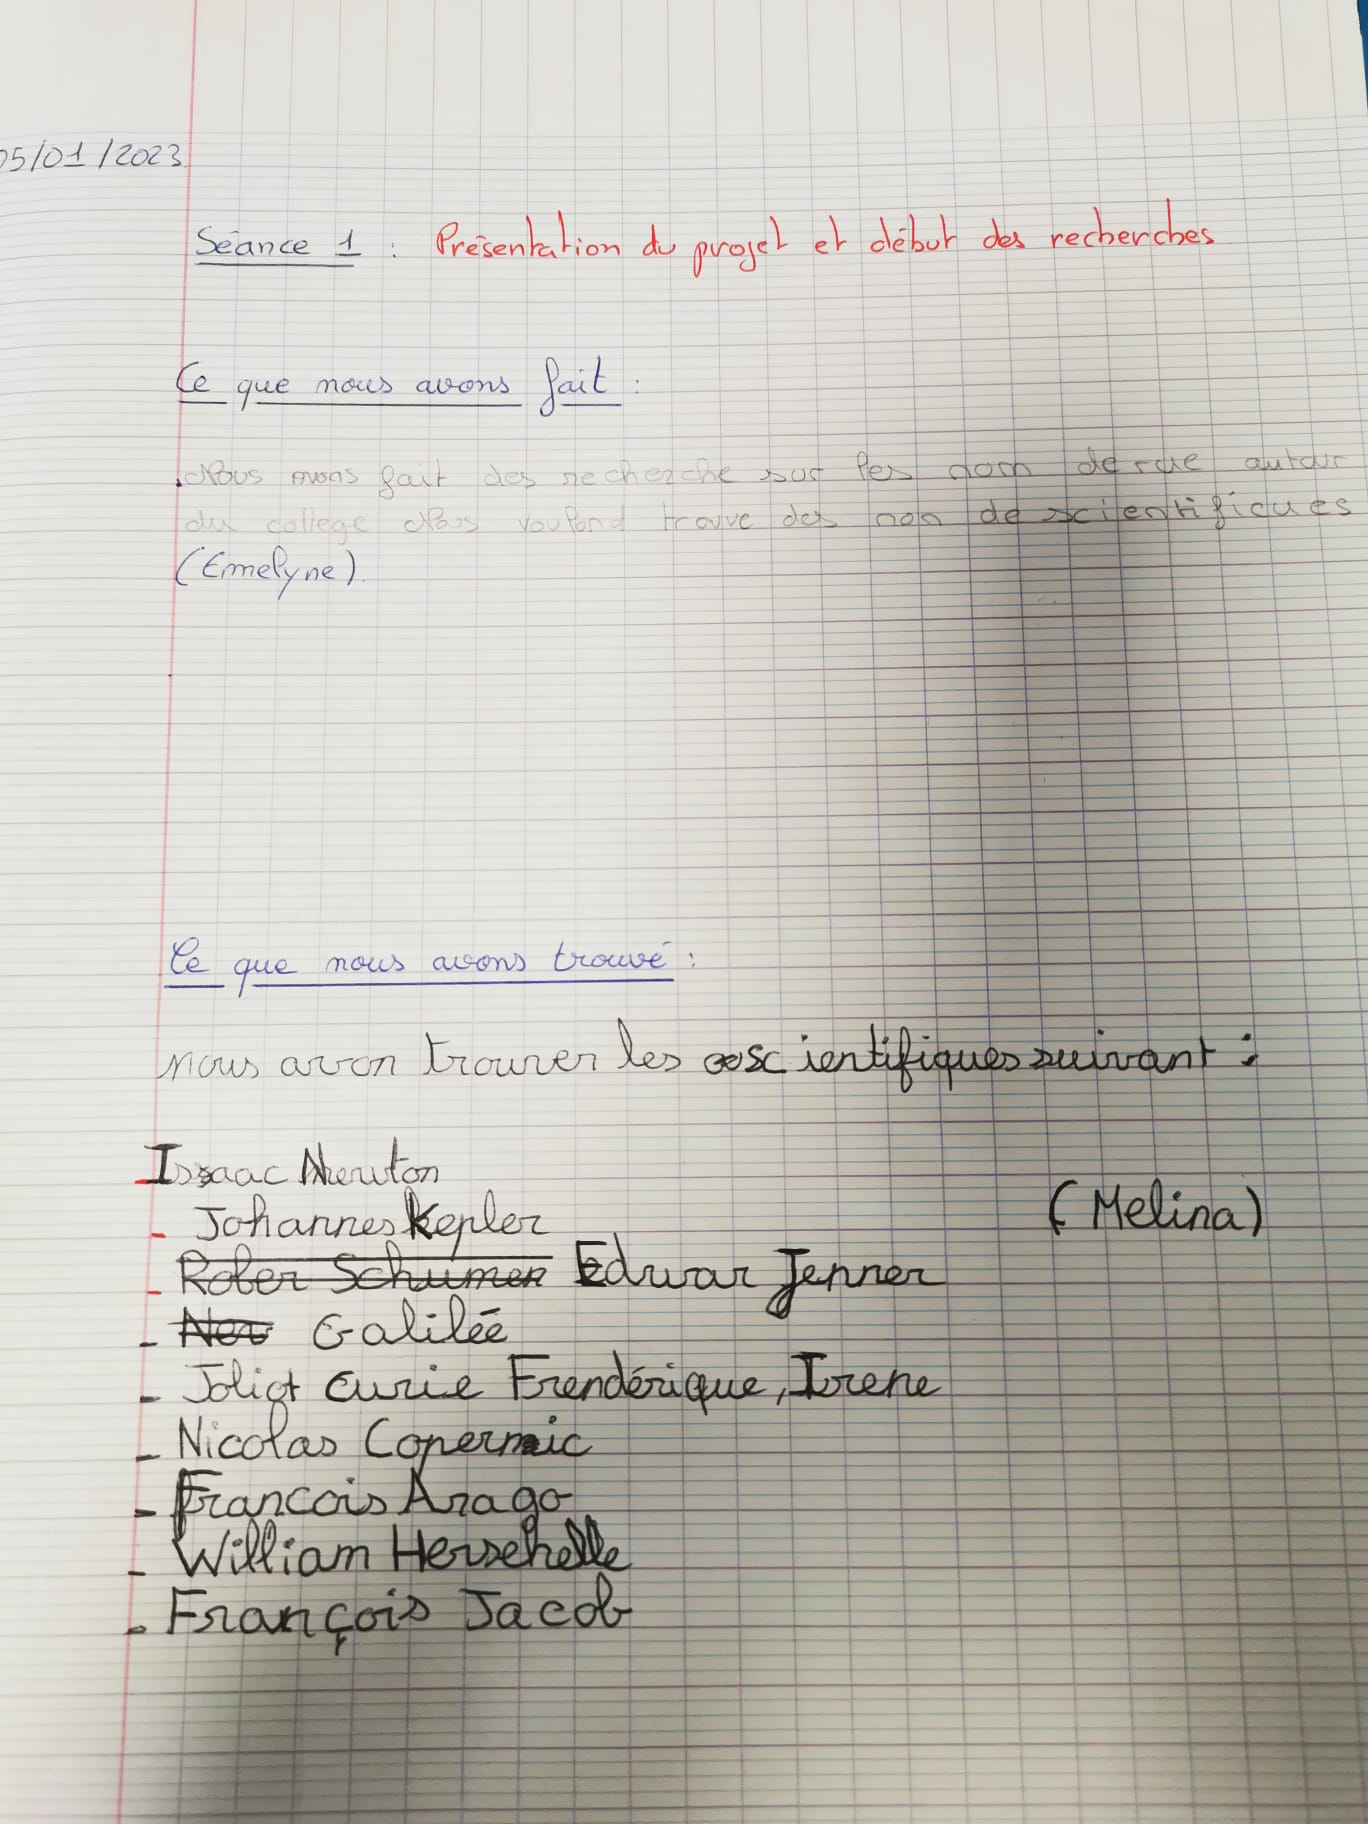 05/01/2023
Séance 1 : Présentation du projet et début des recherches
Ce que nous avons fait :
Nous avons fait des recherche sur les nom de rue autour
du college Nous voulond trouve des non de scientifiques
(Emelyne).
Ce que nous avons trouvé :
nous avon trouver les scientifiques suivant :
- Issaac Newton
(Melina)
- Johannes Kepler
- Rober Schumen Edwar Jenner
- New Galilée
- Joliot Curie Frendérique, Irene
- Nicolas Copernic
- Francois Arago
- William Herschelle
- François Jacob